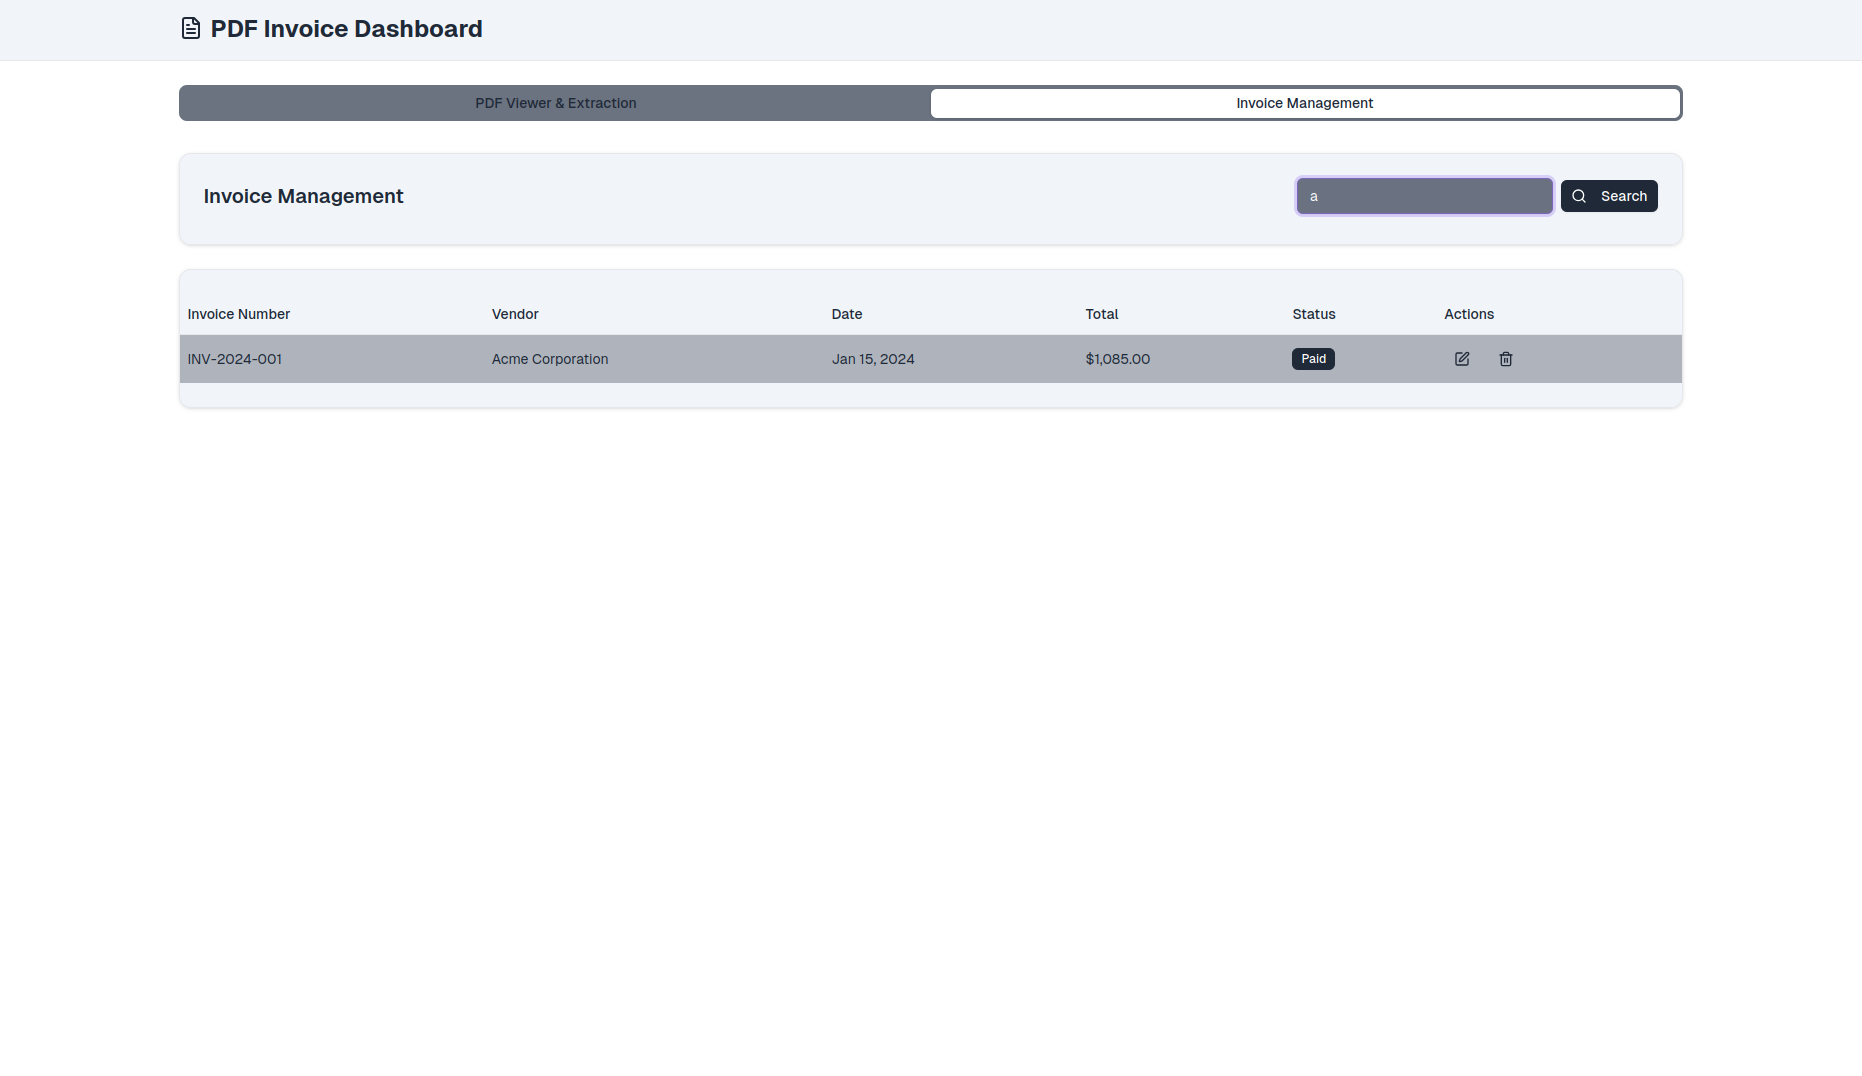 PDF Invoice Dashboard
PDF Viewer & Extraction
Invoice Management
Invoice Management
a
Search
Invoice Number Vendor Date Total Status Actions
INV-2024-001 Acme Corporation Jan 15, 2024 $1,085.00 Paid